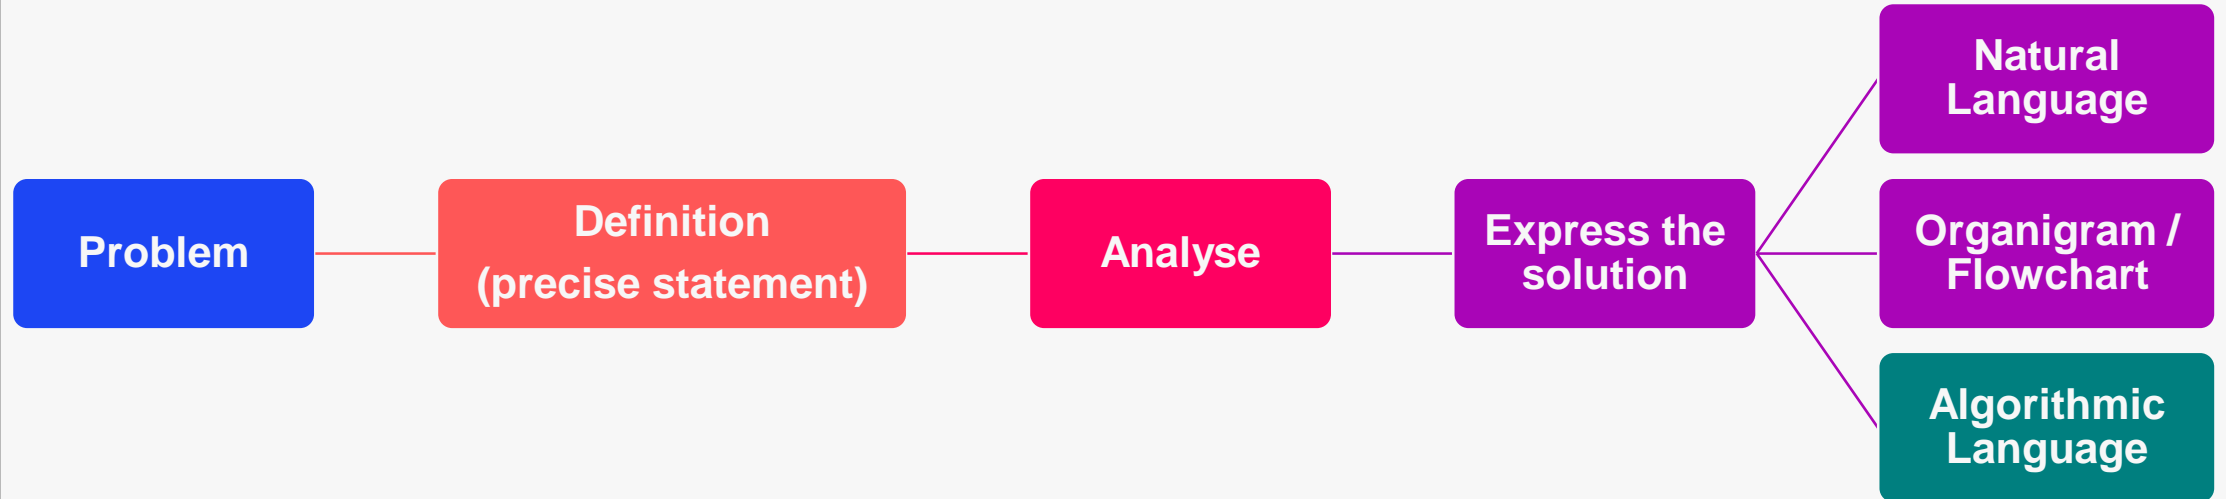 Problem
Definition
(precise statement)
Analyse
Express the
solution
Natural
Language
Organigram /
Flowchart
Algorithmic
Language